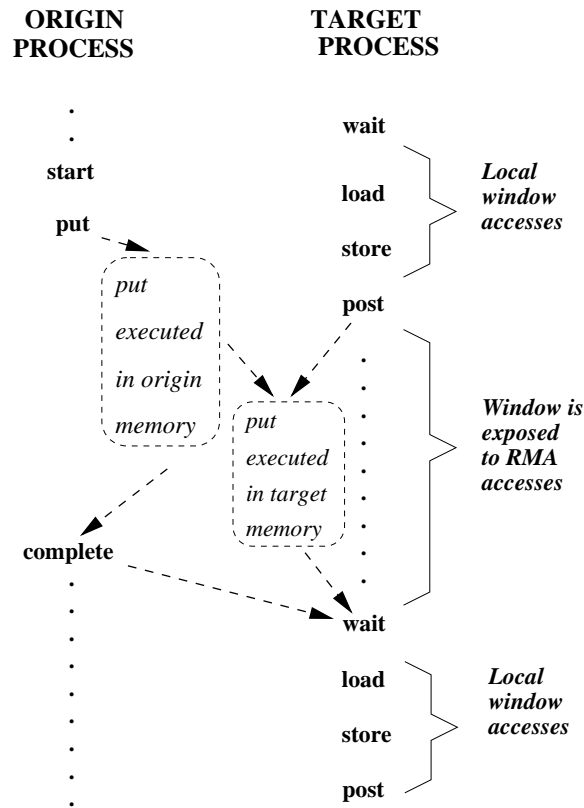 ORIGIN
PROCESS
TARGET
PROCESS
start
put
put
executed
in origin
memory
complete
wait
load
store
post
put
executed
in target
memory
wait
load
store
post
Local
window
accesses
Window is
exposed
to RMA
accesses
Local
window
accesses